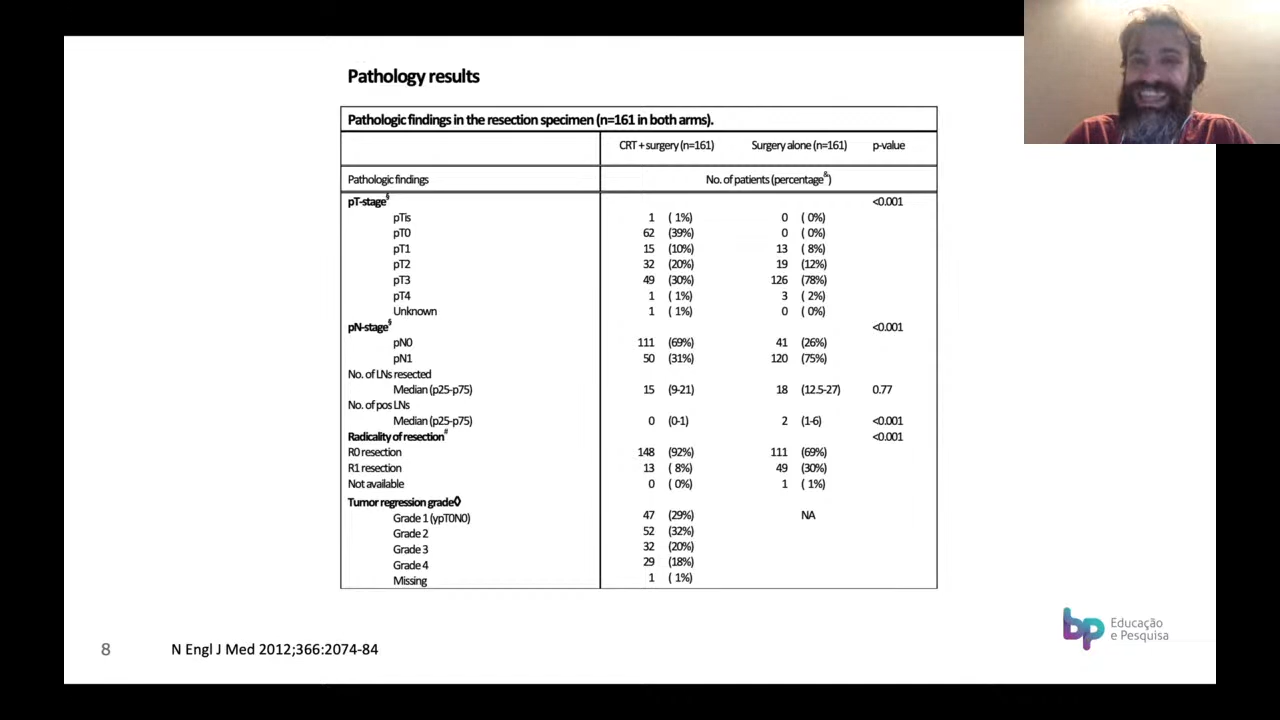 Pathology results
Pathologic findings in the resection specimen (n=161 in both arms).
CRT + surgery (n=161) Surgery alone (n=161) p-value
Pathologic findings No. of patients (percentage&)
pT-stage§ <0.001
pTis 1 ( 1%) 0 ( 0%)
pT0 62 (39%) 0 ( 0%)
pT1 15 (10%) 13 ( 8%)
pT2 32 (20%) 19 (12%)
pT3 49 (30%) 126 (78%)
pT4 1 ( 1%) 3 ( 2%)
Unknown 1 ( 1%) 0 ( 0%)
pN-stage§ <0.001
pN0 111 (69%) 41 (26%)
pN1 50 (31%) 120 (75%)
No. of LNs resected
Median (p25-p75) 15 (9-21) 18 (12.5-27) 0.77
No. of pos LNs
Median (p25-p75) 0 (0-1) 2 (1-6) <0.001
Radicality of resection# <0.001
R0 resection 148 (92%) 111 (69%)
R1 resection 13 ( 8%) 49 (30%)
Not available 0 ( 0%) 1 ( 1%)
Tumor regression grade◊
Grade 1 (ypT0N0) 47 (29%) NA
Grade 2 52 (32%)
Grade 3 32 (20%)
Grade 4 29 (18%)
Missing 1 ( 1%)
8 N Engl J Med 2012;366:2074-84
bp Educação
e Pesquisa